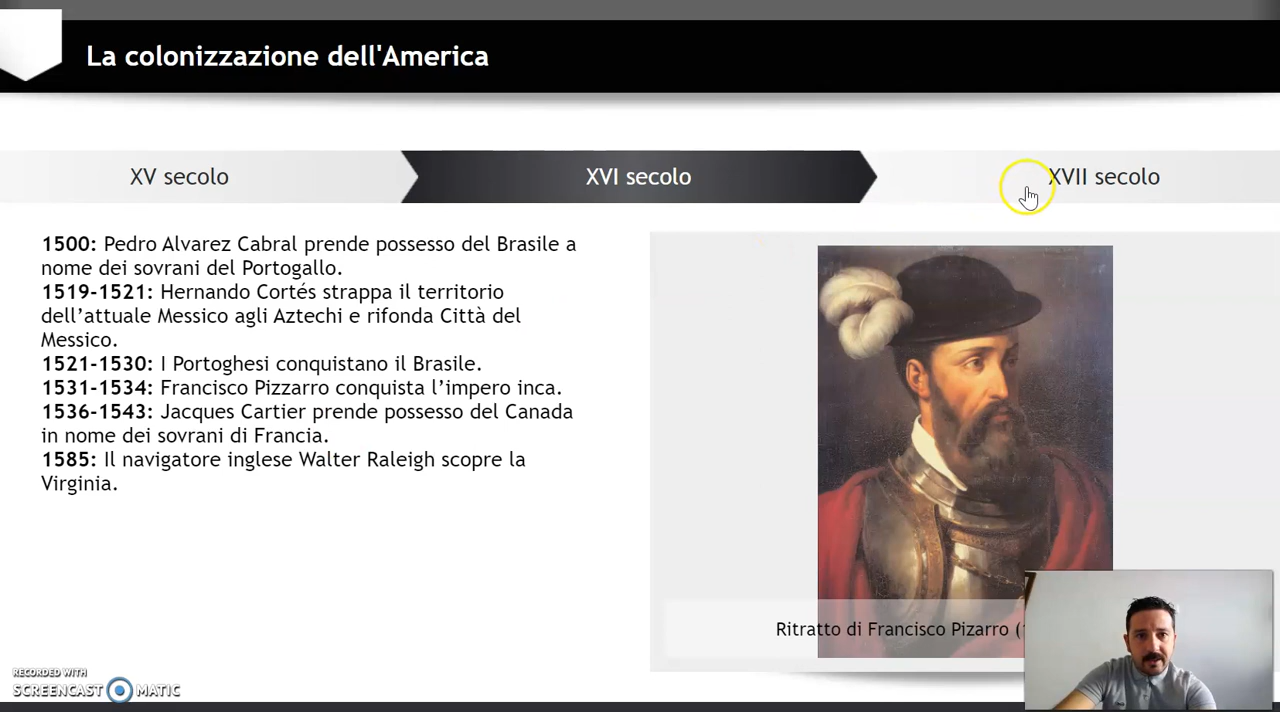 La colonizzazione dell'America
XV secolo
XVI secolo
XVII secolo
1500: Pedro Alvarez Cabral prende possesso del Brasile a
nome dei sovrani del Portogallo.
1519-1521: Hernando Cortés strappa il territorio
dell’attuale Messico agli Aztechi e rifonda Città del
Messico.
1521-1530: I Portoghesi conquistano il Brasile.
1531-1534: Francisco Pizzarro conquista l’impero inca.
1536-1543: Jacques Cartier prende possesso del Canada
in nome dei sovrani di Francia.
1585: Il navigatore inglese Walter Raleigh scopre la
Virginia.
Ritratto di Francisco Pizarro (
RECORDED WITH
SCREENCAST MATIC